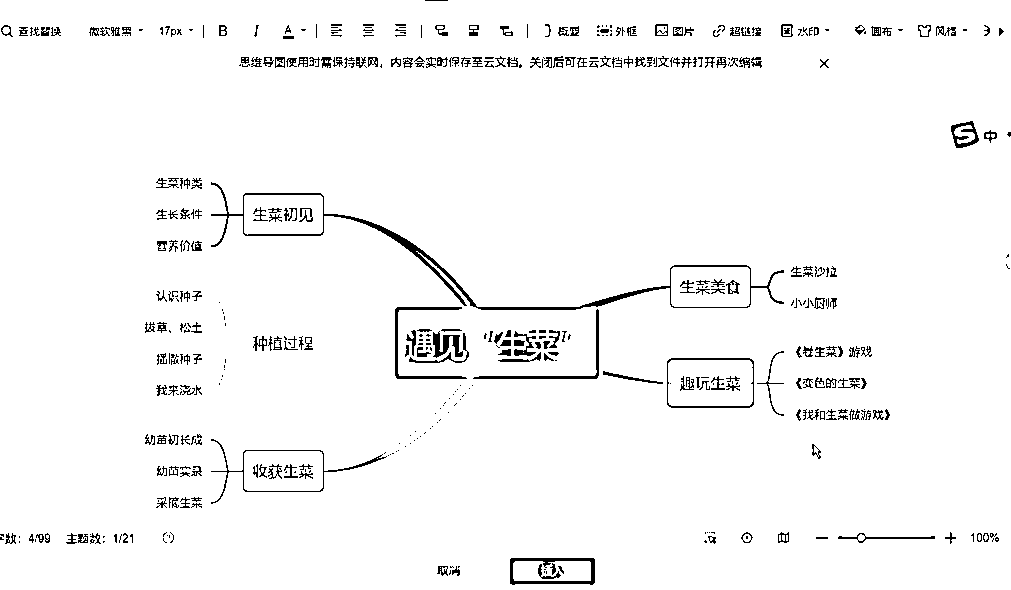 查找替换 微软雅黑 17px B I A 概要 外框 图片 超链接 水印 画布 风格
思维导图使用时需保持联网，内容会实时保存至云文档。关闭后可在云文档中找到文件并打开再次编辑
S 中
生菜种类
生长条件
营养价值
生菜初见
认识种子
拔草、松土
播撒种子
我来浇水
种植过程
幼苗初长成
幼苗实录
采摘生菜
收获生菜
遇见“生菜”
生菜美食
生菜沙拉
小小厨师
趣玩生菜
《卷生菜》游戏
《变色的生菜》
《我和生菜做游戏》
字数：4/99 主题数：1/21
100%
取消
插入